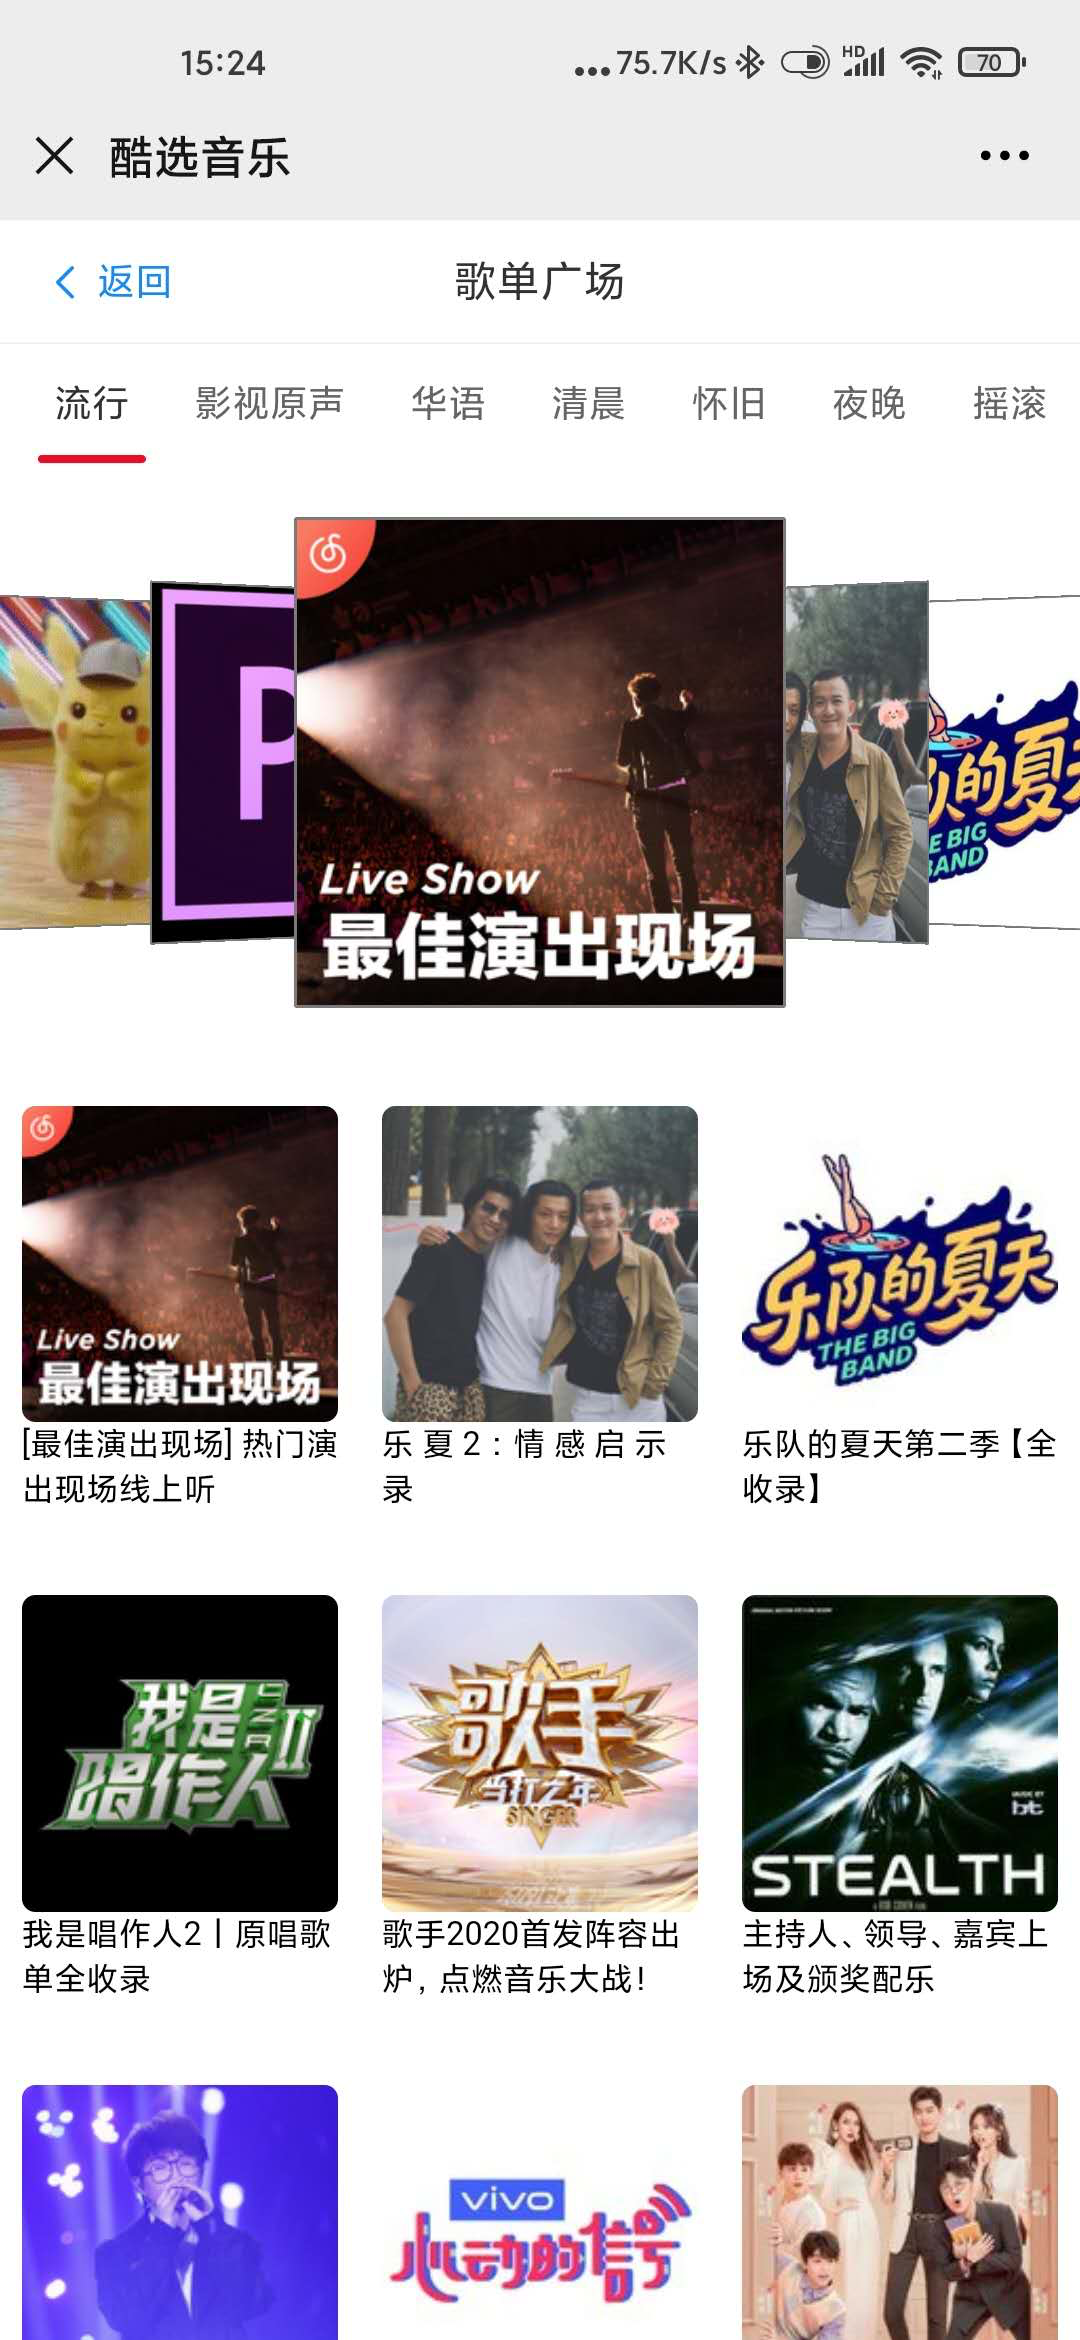 15:24
...75.7K/s HD 70
酷选音乐
返回
歌单广场
流行 影视原声 华语 清晨 怀旧 夜晚 摇滚
P
Live Show
最佳演出现场
队的夏天
THE BIG
BAND
Live Show
最佳演出现场
乐队的夏天
THE BIG
BAND
[最佳演出现场] 热门演
出现场线上听
乐 夏 2 : 情 感 启 示
录
乐队的夏天第二季【全
收录】
我是
唱作人 II
歌手
当打之年
SINGER
MUSIC BY
bt
STEALTH
我是唱作人2丨原唱歌
单全收录
歌手2020首发阵容出
炉，点燃音乐大战！
主持人、领导、嘉宾上
场及颁奖配乐
vivo
心动的信号